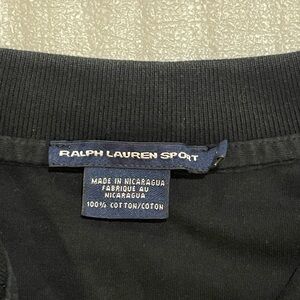 RALPH LAUREN SPORT
MADE IN NICARAGUA
FABRIQUE AU
NICARAGUA
100% COTTON/COTON